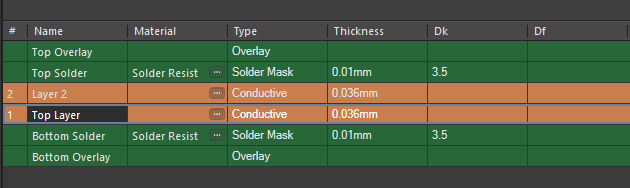 # Name Material Type Thickness Dk Df
Top Overlay Overlay
Top Solder Solder Resist ... Solder Mask 0.01mm 3.5
2 Layer 2 ... Conductive 0.036mm
1 Top Layer ... Conductive 0.036mm
Bottom Solder Solder Resist ... Solder Mask 0.01mm 3.5
Bottom Overlay Overlay